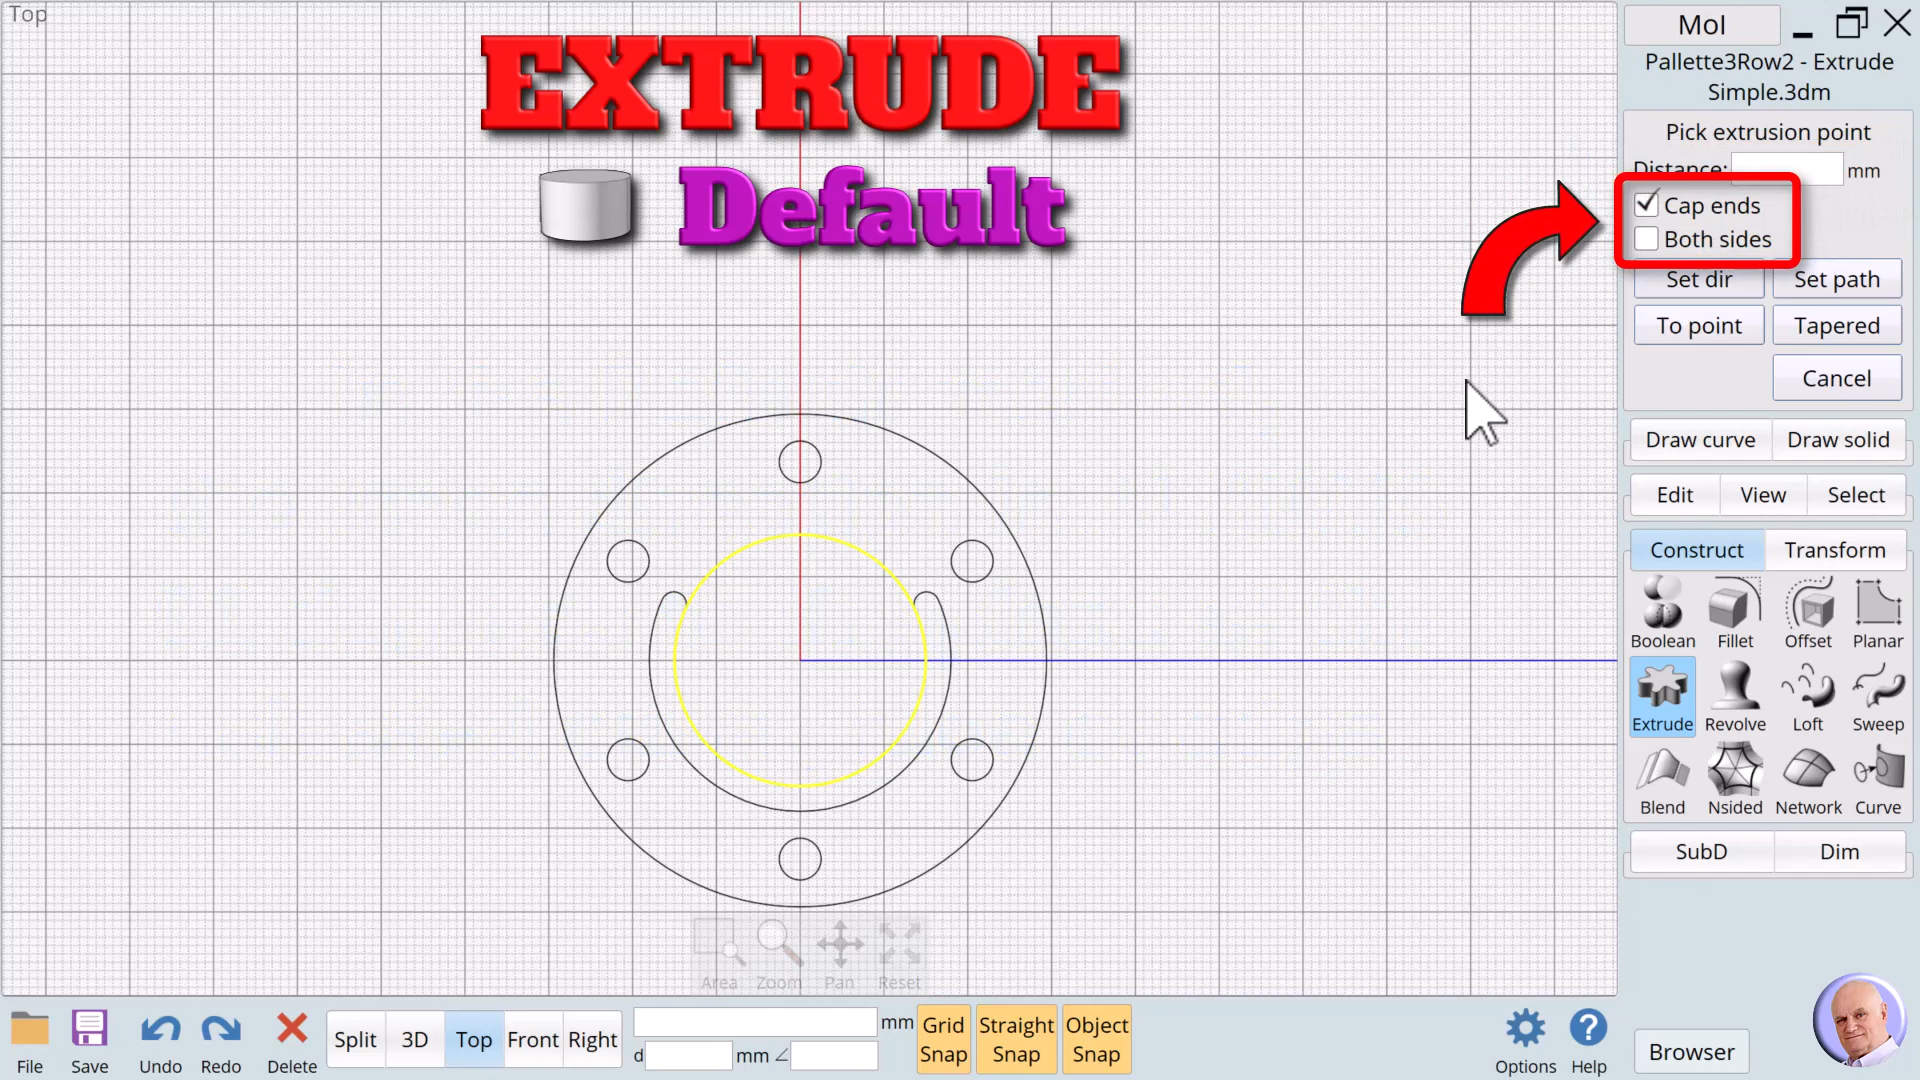 Top
EXTRUDE
Default
MoI
Pallette3Row2 - Extrude
Simple.3dm
Pick extrusion point
Distance: mm
Cap ends
Both sides
Set dir Set path
To point Tapered
Cancel
Draw curve Draw solid
Edit View Select
Construct Transform
Boolean Fillet Offset Planar
Extrude Revolve Loft Sweep
Blend Nsided Network Curve
SubD Dim
Area Zoom Pan Reset
File Save Undo Redo Delete
Split 3D Top Front Right
mm
d mm ∠
Grid Snap
Straight Snap
Object Snap
Options Help
Browser